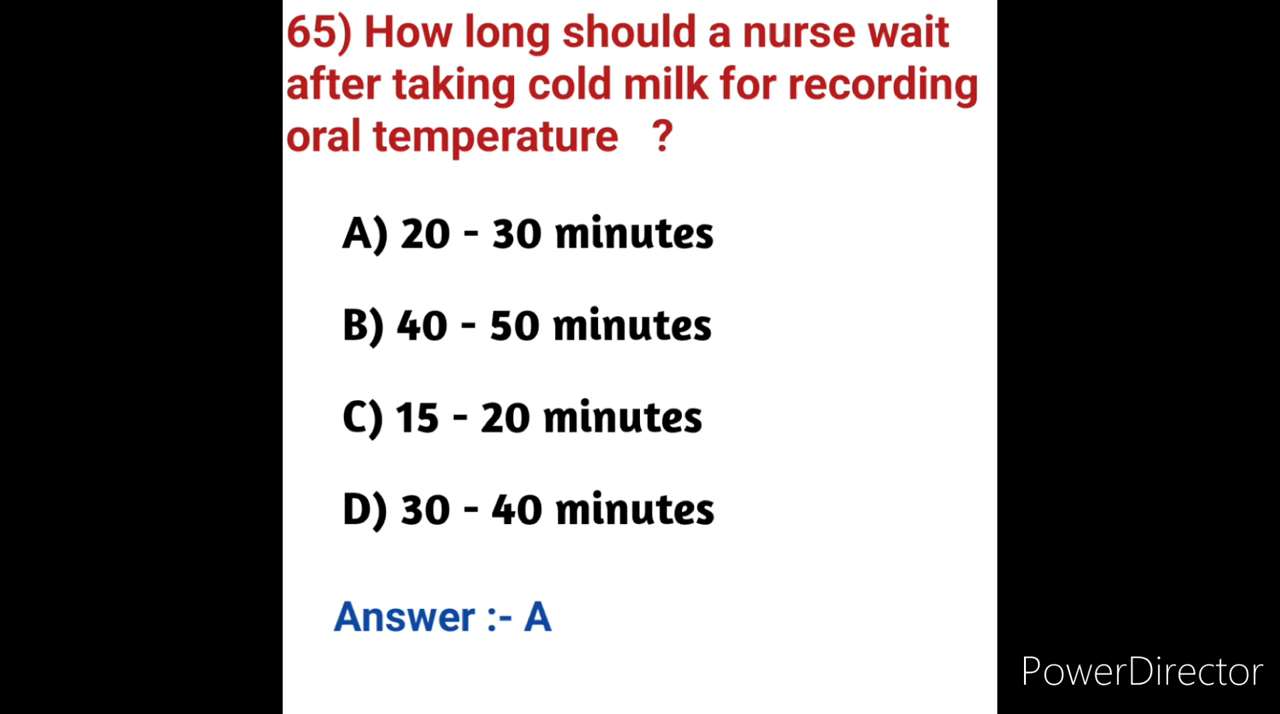 65) How long should a nurse wait
after taking cold milk for recording
oral temperature ?
A) 20 - 30 minutes
B) 40 - 50 minutes
C) 15 - 20 minutes
D) 30 - 40 minutes
Answer :- A
PowerDirector